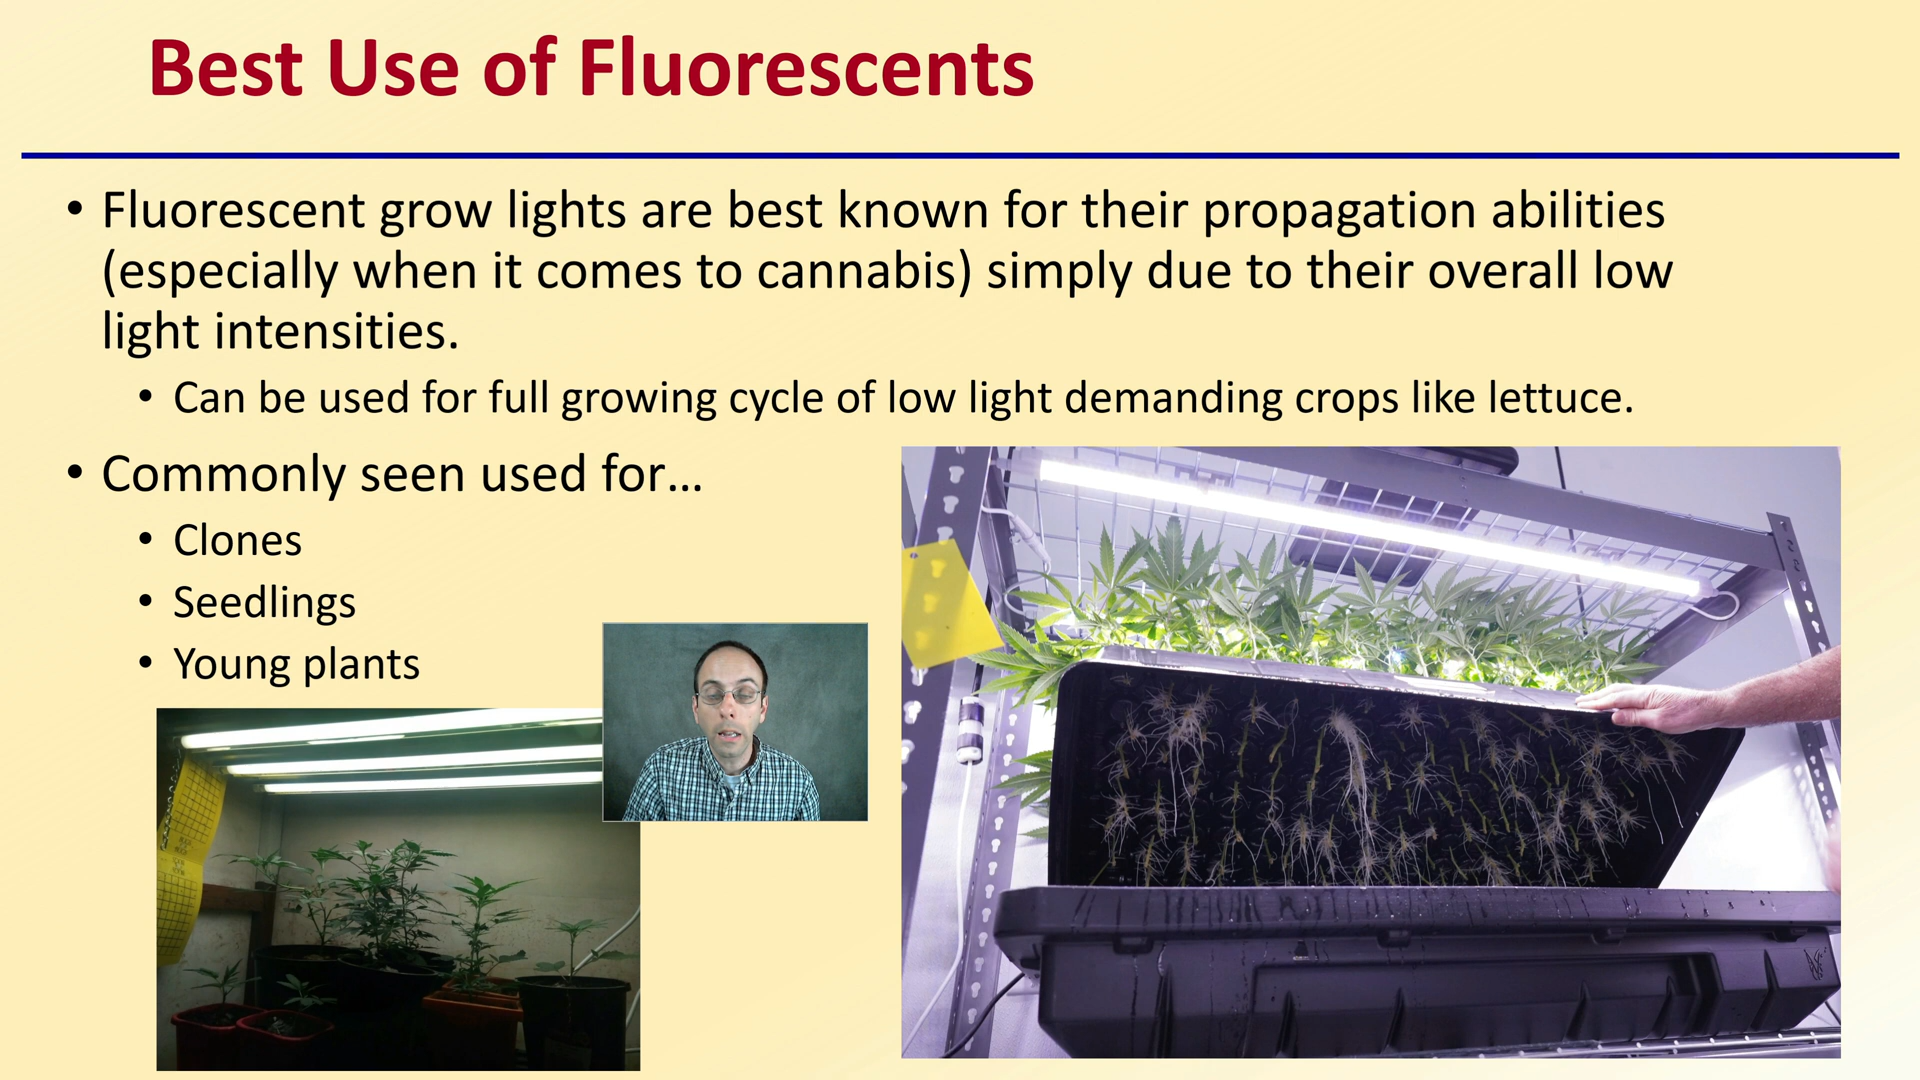 Best Use of Fluorescents
• Fluorescent grow lights are best known for their propagation abilities
(especially when it comes to cannabis) simply due to their overall low
light intensities.
• Can be used for full growing cycle of low light demanding crops like lettuce.
• Commonly seen used for…
• Clones
• Seedlings
• Young plants